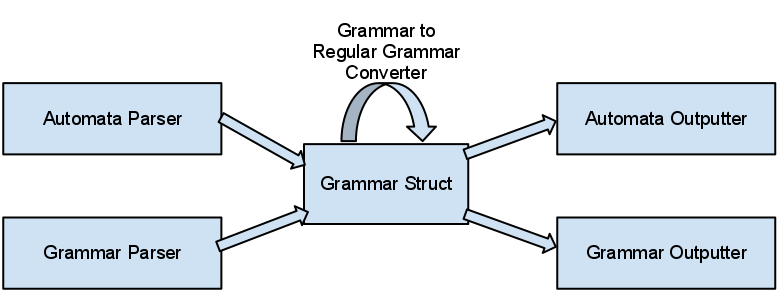 Grammar to
Regular Grammar
Converter
Automata Parser
Automata Outputter
Grammar Struct
Grammar Parser
Grammar Outputter